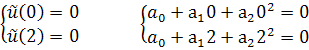 ũ(0) = 0    a₀ + a₁0 + a₂0² = 0
ũ(2) = 0    a₀ + a₁2 + a₂2² = 0